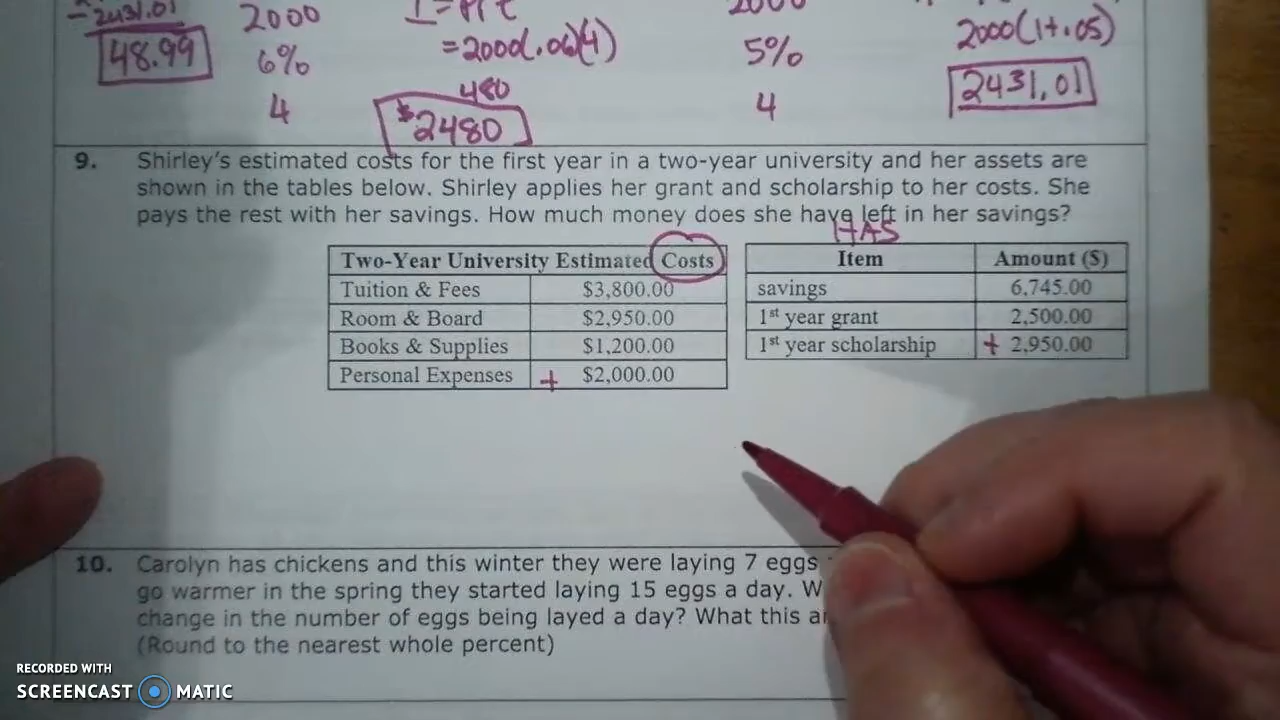 - 2431.01
48.99
2000
6%
4
I = Prt
= 2000(.06)(4)
480
$2480
2000
5%
4
2000(1+.05)
2431.01
9. Shirley's estimated costs for the first year in a two-year university and her assets are
shown in the tables below. Shirley applies her grant and scholarship to her costs. She
pays the rest with her savings. How much money does she have left in her savings?
HAS
Two-Year University Estimated Costs
Tuition & Fees $3,800.00
Room & Board $2,950.00
Books & Supplies $1,200.00
Personal Expenses + $2,000.00
Item Amount ($)
savings 6,745.00
1st year grant 2,500.00
1st year scholarship + 2,950.00
10. Carolyn has chickens and this winter they were laying 7 eggs
go warmer in the spring they started laying 15 eggs a day.
change in the number of eggs being layed a day? What this
(Round to the nearest whole percent)
RECORDED WITH
SCREENCAST MATIC